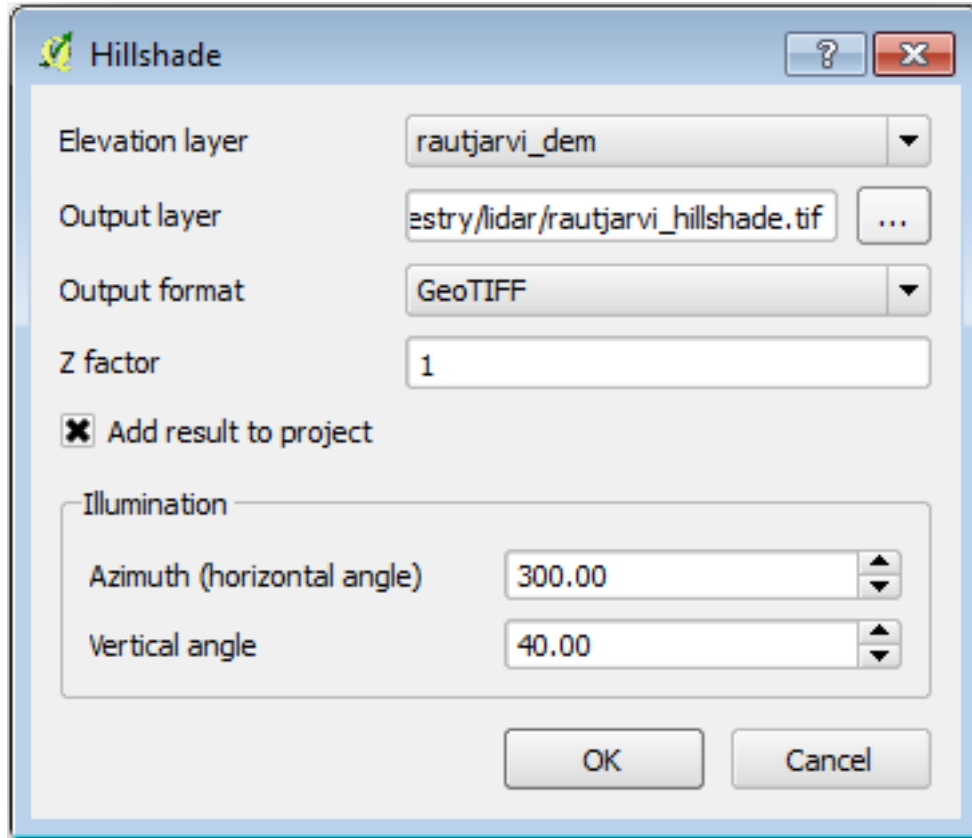 Hillshade
Elevation layer rautjarvi_dem
Output layer estry/lidar/rautjarvi_hillshade.tif ...
Output format GeoTIFF
Z factor 1
Add result to project
Illumination
Azimuth (horizontal angle) 300.00
Vertical angle 40.00
OK Cancel